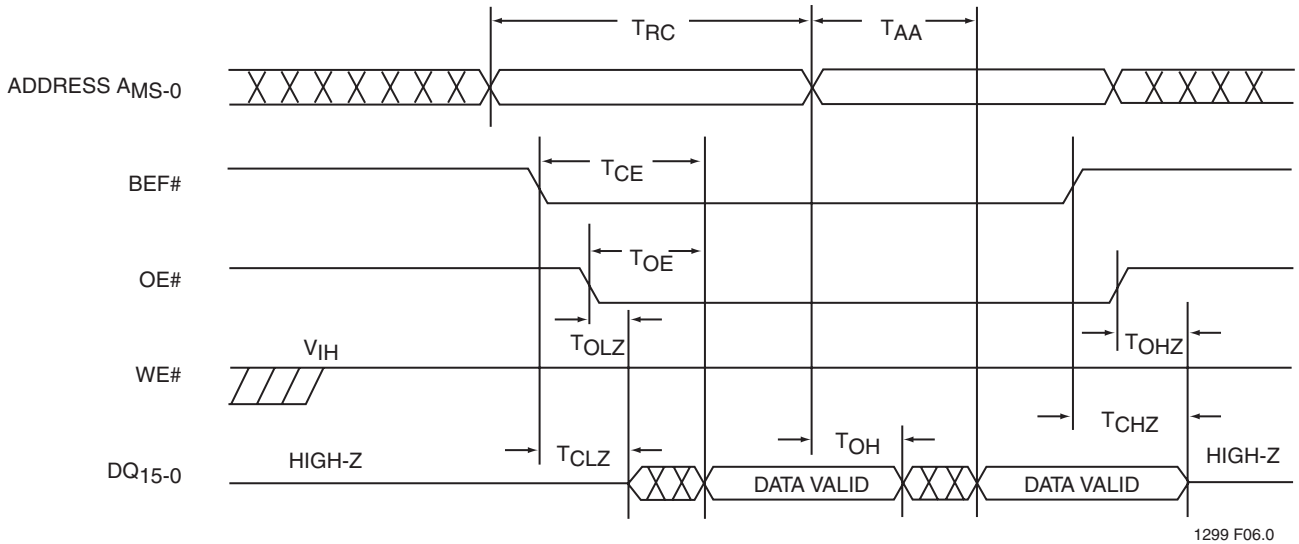 TRC TAA
ADDRESS AMS-0
TCE
BEF#
TOE
OE#
TOLZ TOHZ
VIH
WE#
TCHZ
TCLZ TOH
HIGH-Z HIGH-Z
DQ15-0
DATA VALID DATA VALID
1299 F06.0